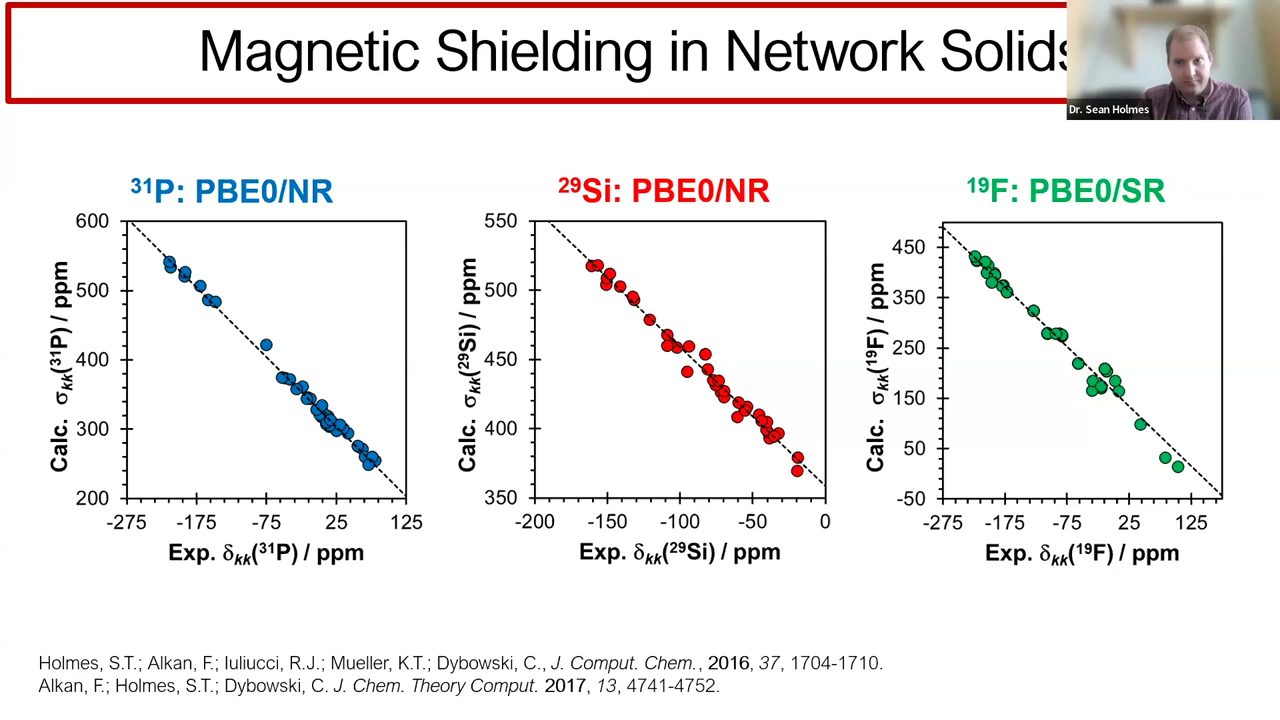 Magnetic Shielding in Network Solids
Dr. Sean Holmes
³¹P: PBE0/NR
600
500
400
300
200
-275 -175 -75 25 125
Calc. σkk(³¹P) / ppm
Exp. δkk(³¹P) / ppm
²⁹Si: PBE0/NR
550
500
450
400
350
-200 -150 -100 -50 0
Calc. σkk(²⁹Si) / ppm
Exp. δkk(²⁹Si) / ppm
¹⁹F: PBE0/SR
450
350
250
150
50
-50
-275 -175 -75 25 125
Calc. σkk(¹⁹F) / ppm
Exp. δkk(¹⁹F) / ppm
Holmes, S.T.; Alkan, F.; Iuliucci, R.J.; Mueller, K.T.; Dybowski, C., J. Comput. Chem., 2016, 37, 1704-1710.
Alkan, F.; Holmes, S.T.; Dybowski, C. J. Chem. Theory Comput. 2017, 13, 4741-4752.